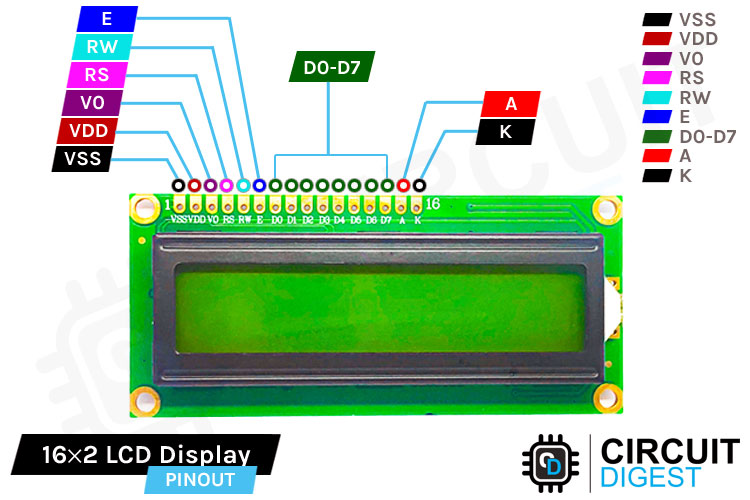 E
RW
RS
V0
VDD
VSS
D0-D7
A
K
VSS
VDD
V0
RS
RW
E
D0-D7
A
K
1 16
VSS VDD V0 RS RW E D0 D1 D2 D3 D4 D5 D6 D7 A K
16×2 LCD Display
PINOUT
CD
CIRCUIT
DIGEST